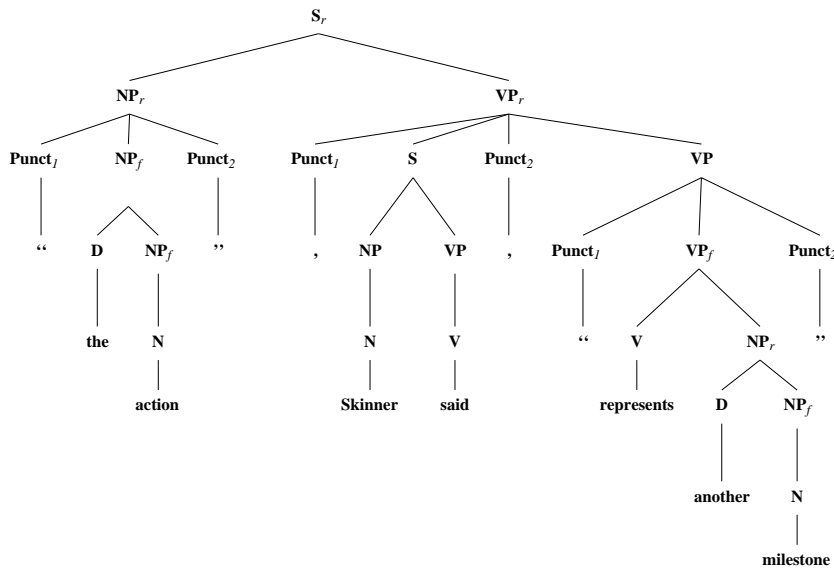 S_r
NP_r VP_r
Punct_1 NP_f Punct_2 Punct_1 S Punct_2 VP
“ D NP_f ” , NP VP , Punct_1 VP_f Punct_2
the N N V “ V NP_r ”
action Skinner said represents D NP_f
another N
milestone